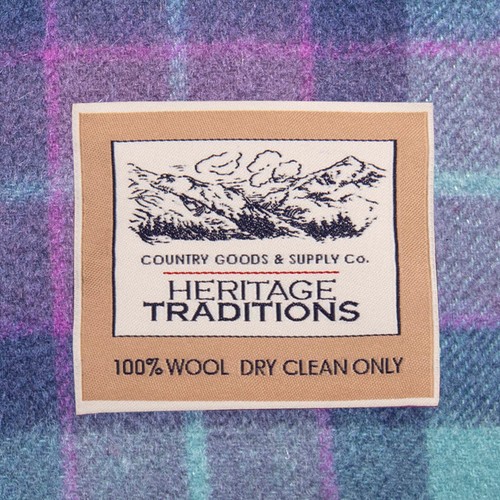 COUNTRY GOODS & SUPPLY Co.
HERITAGE
TRADITIONS
100% WOOL DRY CLEAN ONLY